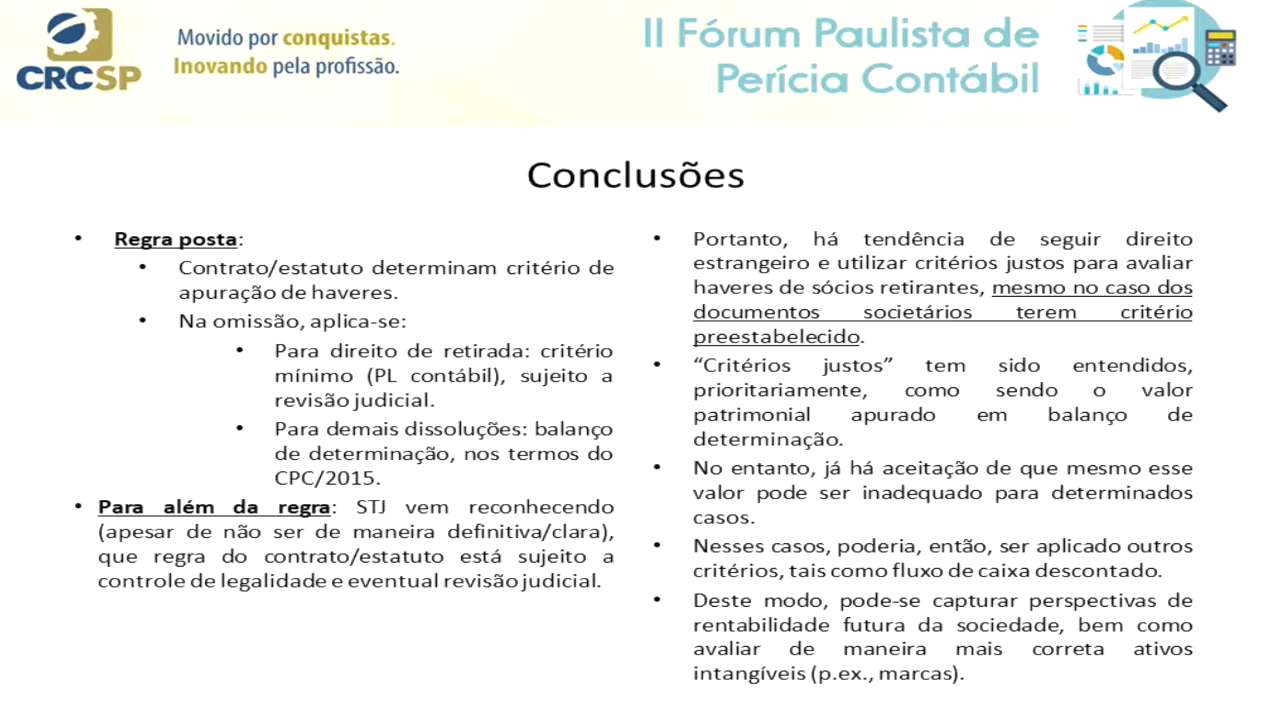 CRCSP
Movido por conquistas.
Inovando pela profissão.
II Fórum Paulista de
Perícia Contábil
Conclusões
• Regra posta:
• Contrato/estatuto determinam critério de
apuração de haveres.
• Na omissão, aplica-se:
• Para direito de retirada: critério
mínimo (PL contábil), sujeito a
revisão judicial.
• Para demais dissoluções: balanço
de determinação, nos termos do
CPC/2015.
• Para além da regra: STJ vem reconhecendo
(apesar de não ser de maneira definitiva/clara),
que regra do contrato/estatuto está sujeito a
controle de legalidade e eventual revisão judicial.
• Portanto, há tendência de seguir direito
estrangeiro e utilizar critérios justos para avaliar
haveres de sócios retirantes, mesmo no caso dos
documentos societários terem critério
preestabelecido.
• “Critérios justos” tem sido entendidos,
prioritariamente, como sendo o valor
patrimonial apurado em balanço de
determinação.
• No entanto, já há aceitação de que mesmo esse
valor pode ser inadequado para determinados
casos.
• Nesses casos, poderia, então, ser aplicado outros
critérios, tais como fluxo de caixa descontado.
• Deste modo, pode-se capturar perspectivas de
rentabilidade futura da sociedade, bem como
avaliar de maneira mais correta ativos
intangíveis (p.ex., marcas).